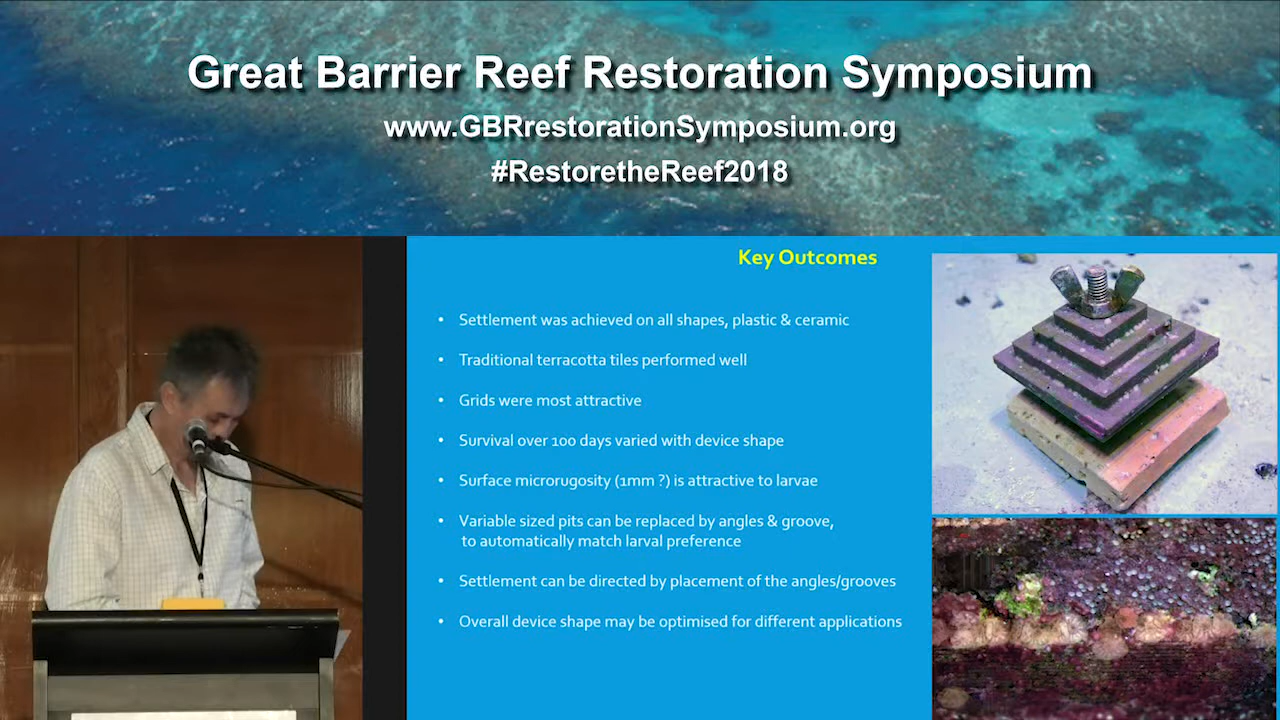 Great Barrier Reef Restoration Symposium
www.GBRrestorationSymposium.org
#RestoretheReef2018
Key Outcomes
• Settlement was achieved on all shapes, plastic & ceramic
• Traditional terracotta tiles performed well
• Grids were most attractive
• Survival over 100 days varied with device shape
• Surface microrugosity (1mm ?) is attractive to larvae
• Variable sized pits can be replaced by angles & groove,
to automatically match larval preference
• Settlement can be directed by placement of the angles/grooves
• Overall device shape may be optimised for different applications